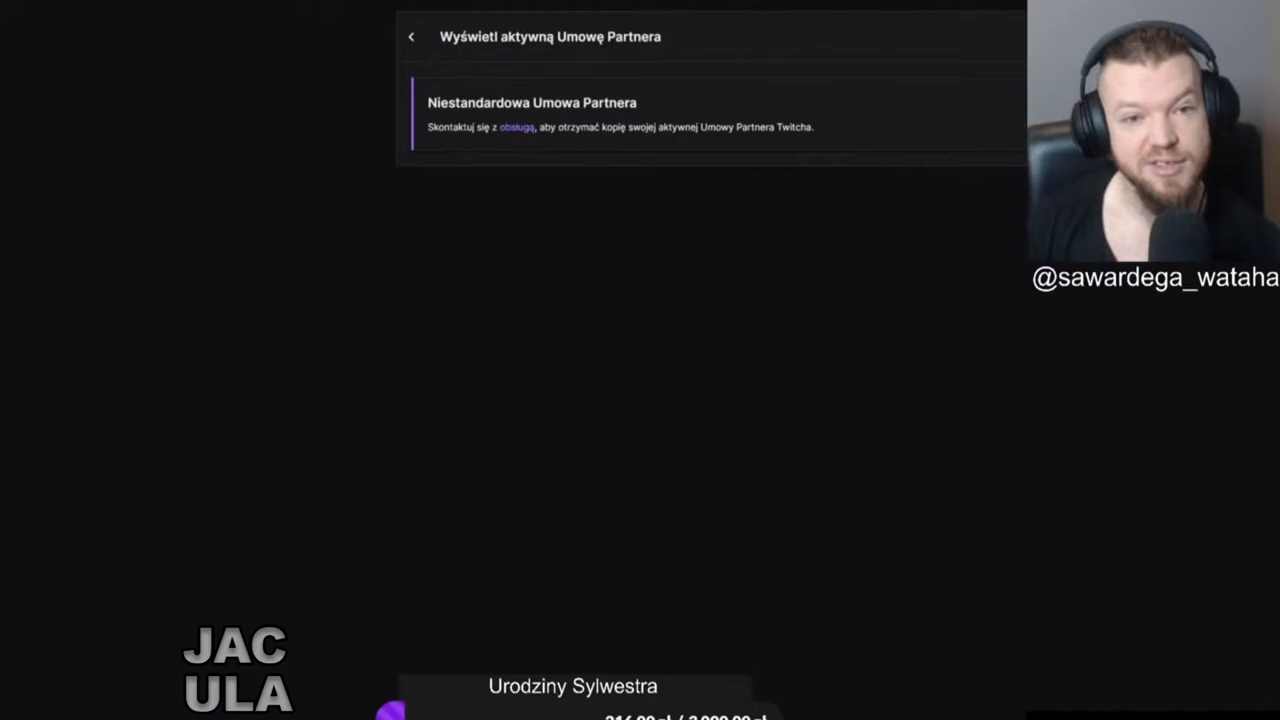 Wyświetl aktywną Umowę Partnera
Niestandardowa Umowa Partnera
Skontaktuj się z obsługą, aby otrzymać kopię swojej aktywnej Umowy Partnera Twitcha.
@sawardega_wataha
JAC
ULA
Urodziny Sylwestra